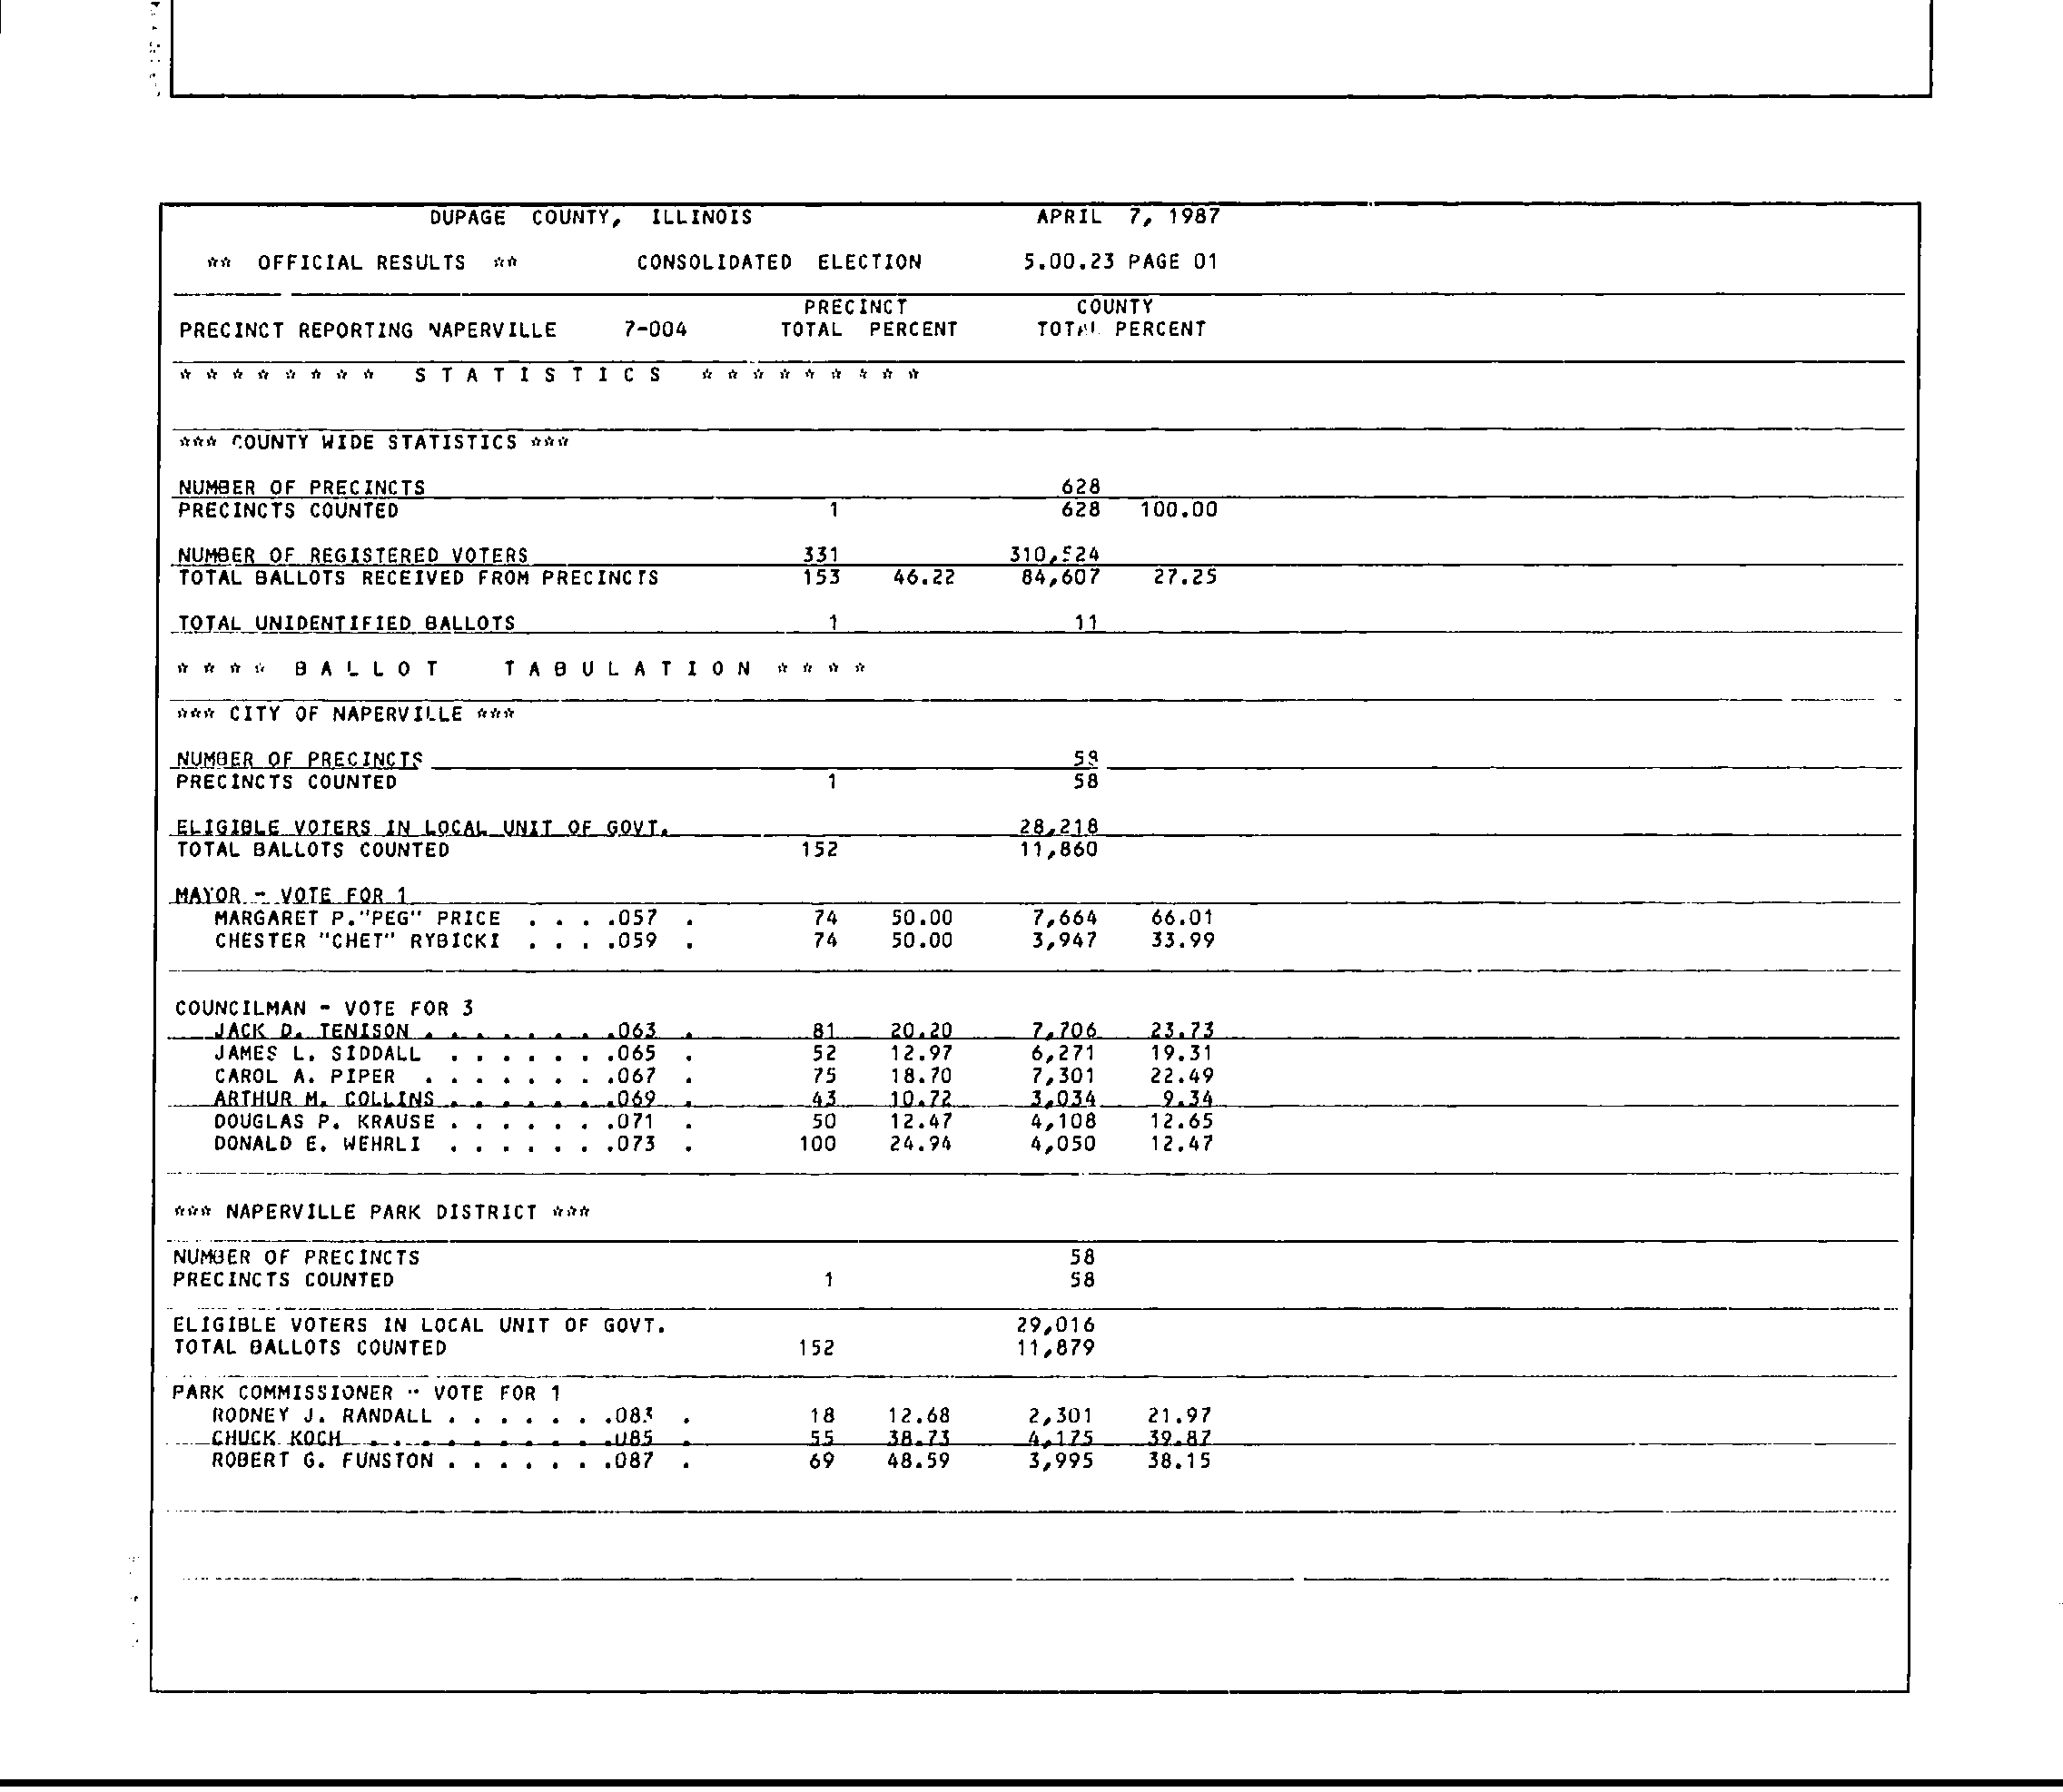 DUPAGE COUNTY, ILLINOIS APRIL 7, 1987
** OFFICIAL RESULTS ** CONSOLIDATED ELECTION 5.00.23 PAGE 01
PRECINCT COUNTY
PRECINCT REPORTING NAPERVILLE 7-004 TOTAL PERCENT TOTAL PERCENT
* * * * * * * * S T A T I S T I C S * * * * * * * * *
*** COUNTY WIDE STATISTICS ***
NUMBER OF PRECINCTS 628
PRECINCTS COUNTED 1 628 100.00
NUMBER OF REGISTERED VOTERS 331 310,524
TOTAL BALLOTS RECEIVED FROM PRECINCTS 153 46.22 84,607 27.25
TOTAL UNIDENTIFIED BALLOTS 1 11
* * * * B A L L O T T A B U L A T I O N * * * *
*** CITY OF NAPERVILLE ***
NUMBER OF PRECINCTS 58
PRECINCTS COUNTED 1 58
ELIGIBLE VOTERS IN LOCAL UNIT OF GOVT. 28,218
TOTAL BALLOTS COUNTED 152 11,860
MAYOR - VOTE FOR 1
MARGARET P."PEG" PRICE . . . .057 . 74 50.00 7,664 66.01
CHESTER "CHET" RYBICKI . . . .059 . 74 50.00 3,947 33.99
COUNCILMAN - VOTE FOR 3
JACK D. TENISON . . . . . . . .063 . 81 20.20 7,706 23.73
JAMES L. SIDDALL . . . . . . .065 . 52 12.97 6,271 19.31
CAROL A. PIPER . . . . . . . .067 . 75 18.70 7,301 22.49
ARTHUR M. COLLINS . . . . . . .069 . 43 10.72 3,034 9.34
DOUGLAS P. KRAUSE . . . . . . .071 . 50 12.47 4,108 12.65
DONALD E. WEHRLI . . . . . . .073 . 100 24.94 4,050 12.47
*** NAPERVILLE PARK DISTRICT ***
NUMBER OF PRECINCTS 58
PRECINCTS COUNTED 1 58
ELIGIBLE VOTERS IN LOCAL UNIT OF GOVT. 29,016
TOTAL BALLOTS COUNTED 152 11,879
PARK COMMISSIONER - VOTE FOR 1
RODNEY J. RANDALL . . . . . . .083 . 18 12.68 2,301 21.97
CHUCK KOCH . . . . . . . . . .085 . 55 38.73 4,175 39.87
ROBERT G. FUNSTON . . . . . . .087 . 69 48.59 3,995 38.15